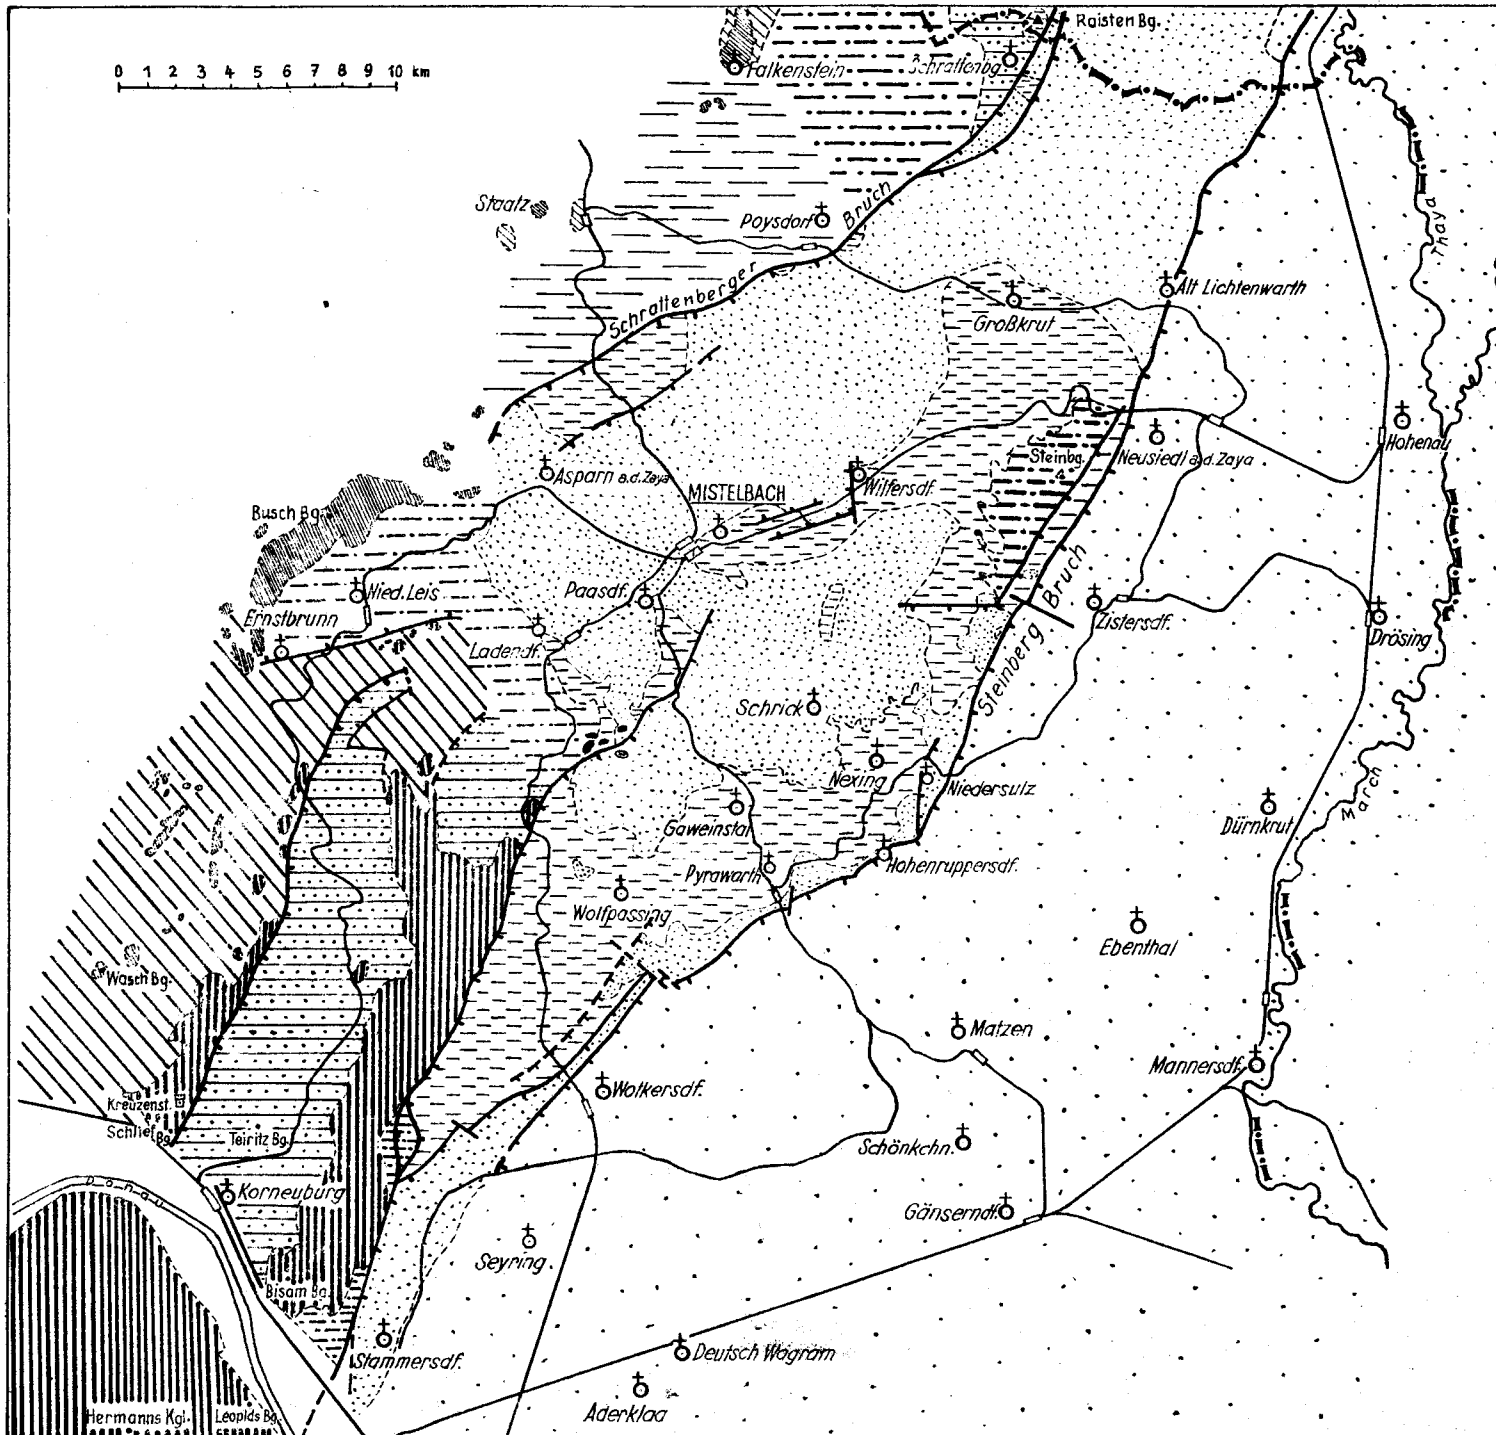 Raisten Bg.
0 1 2 3 4 5 6 7 8 9 10 km
Falkenstein
Schrattenbg.
Staatz
Poysdorf
Bruch
Thaya
Schrattenberger
Alt Lichtenwarth
Großkrut
Hohenau
Steinbg.
Neusiedl a.d.Zaya
Asparn a.d.Zaya
MISTELBACH
Wilfersdf.
Busch Bg.
Bruch
Nied. Leis
Paasdf.
Ernstbrunn
Zistersdf.
Drösing
Ladendf.
Steinberg
Schrick
Nexing
Niedersulz
March
Gaweinstal
Dürnkrut
Pyrawarth
Hohenruppersdf.
Wolfpassing
Ebenthal
Wasch Bg.
Matzen
Mannersdf.
Wolkersdf.
Kreuzenst.
Schlief Bg.
Teiritz Bg.
Schönkchn.
Donau
Korneuburg
Gänserndf.
Seyring
Bisam Bg.
Stammersdf.
Deutsch Wagram
Aderklaa
Hermanns Kgl.
Leoplds Bg.